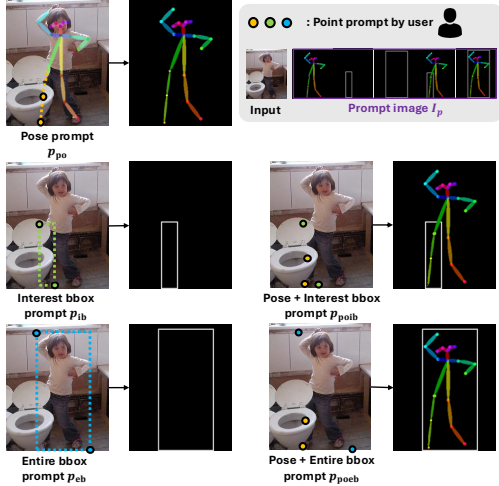 : Point prompt by user
Input
Prompt image I_p
Pose prompt
p_po
Interest bbox
prompt p_ib
Pose + Interest bbox
prompt p_poib
Entire bbox
prompt p_eb
Pose + Entire bbox
prompt p_poeb